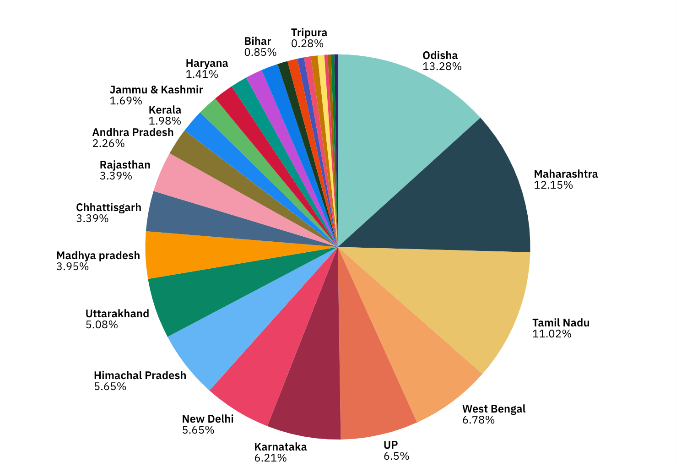 Odisha
13.28%
Maharashtra
12.15%
Tamil Nadu
11.02%
West Bengal
6.78%
UP
6.5%
Karnataka
6.21%
New Delhi
5.65%
Himachal Pradesh
5.65%
Uttarakhand
5.08%
Madhya pradesh
3.95%
Chhattisgarh
3.39%
Rajasthan
3.39%
Andhra Pradesh
2.26%
Kerala
1.98%
Jammu & Kashmir
1.69%
Haryana
1.41%
Bihar
0.85%
Tripura
0.28%